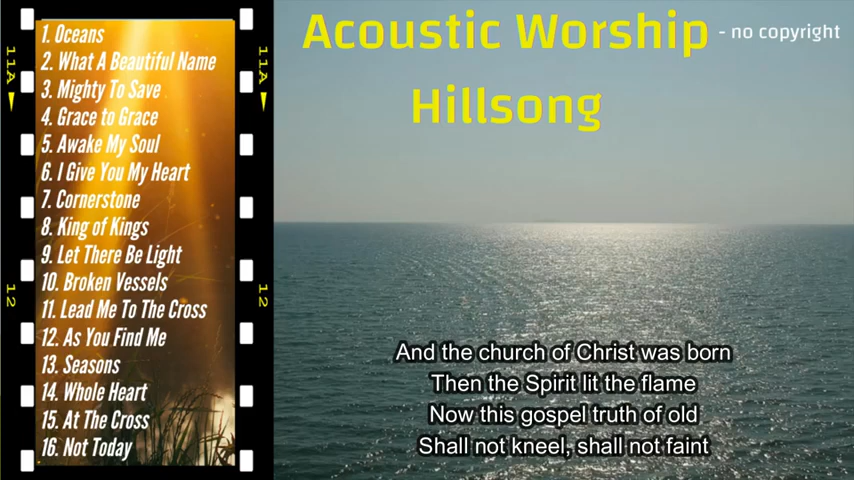 11A
12
1. Oceans
2. What A Beautiful Name
3. Mighty To Save
4. Grace to Grace
5. Awake My Soul
6. I Give You My Heart
7. Cornerstone
8. King of Kings
9. Let There Be Light
10. Broken Vessels
11. Lead Me To The Cross
12. As You Find Me
13. Seasons
14. Whole Heart
15. At The Cross
16. Not Today
11A
12
Acoustic Worship - no copyright
Hillsong
And the church of Christ was born
Then the Spirit lit the flame
Now this gospel truth of old
Shall not kneel, shall not faint